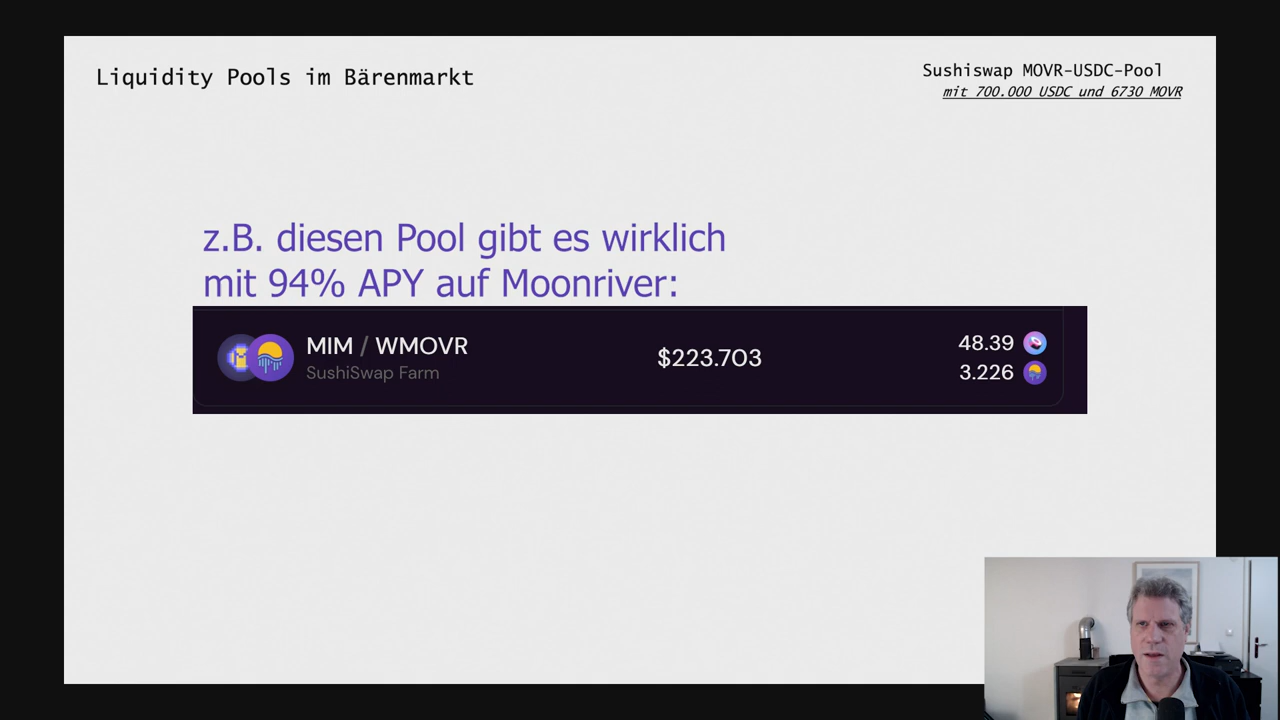 Liquidity Pools im Bärenmarkt
Sushiswap MOVR-USDC-Pool
mit 700.000 USDC und 6730 MOVR
z.B. diesen Pool gibt es wirklich
mit 94% APY auf Moonriver:
MIM / WMOVR
SushiSwap Farm
$223.703
48.39
3.226